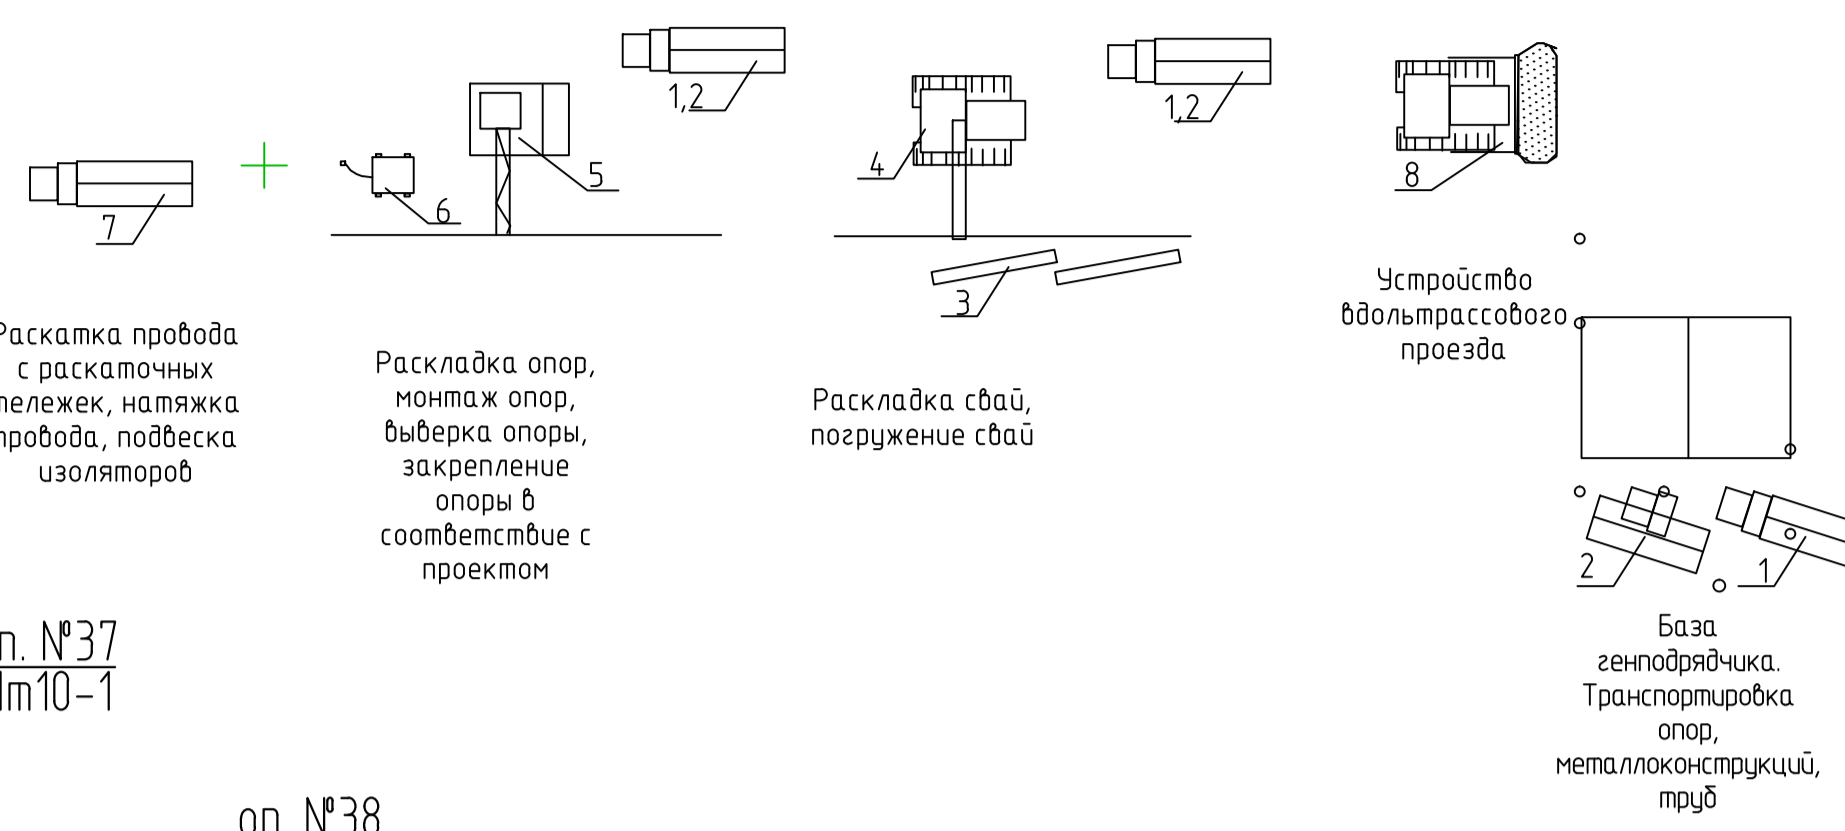 1,2
1,2
4
5
8
6
7
3
Устройство
вдольтрассового
проезда
Раскатка провода
с раскаточных
тележек, натяжка
провода, подвеска
изоляторов
Раскладка опор,
монтаж опор,
выверка опоры,
закрепление
опоры в
соответствие с
проектом
Раскладка свай,
погружение свай
2
1
База
генподрядчика.
Транспортировка
опор,
металлоконструкций,
труб
п. №37
т10-1
оп. №38